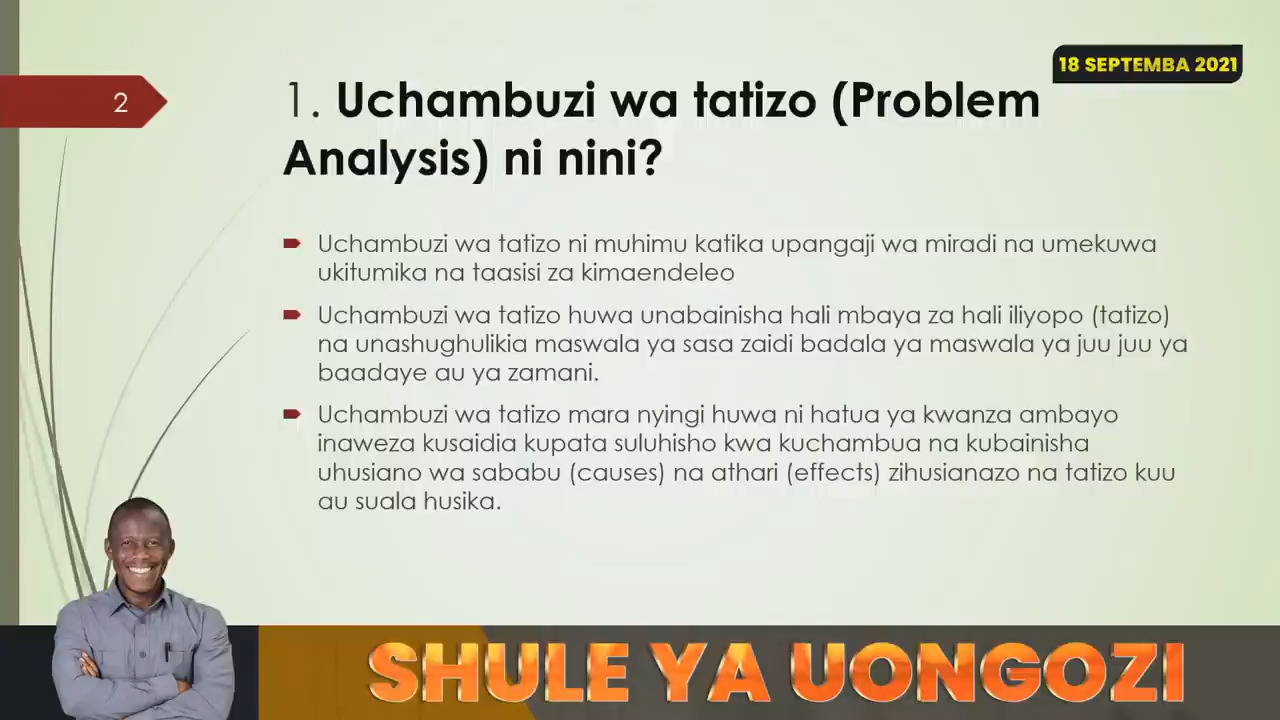 18 SEPTEMBA 2021
2
1. Uchambuzi wa tatizo (Problem
Analysis) ni nini?
Uchambuzi wa tatizo ni muhimu katika upangaji wa miradi na umekuwa
ukitumika na taasisi za kimaendeleo
Uchambuzi wa tatizo huwa unabainisha hali mbaya za hali iliyopo (tatizo)
na unashughulikia maswala ya sasa zaidi badala ya maswala ya juu juu ya
baadaye au ya zamani.
Uchambuzi wa tatizo mara nyingi huwa ni hatua ya kwanza ambayo
inaweza kusaidia kupata suluhisho kwa kuchambua na kubainisha
uhusiano wa sababu (causes) na athari (effects) zihusianazo na tatizo kuu
au suala husika.
SHULE YA UONGOZI